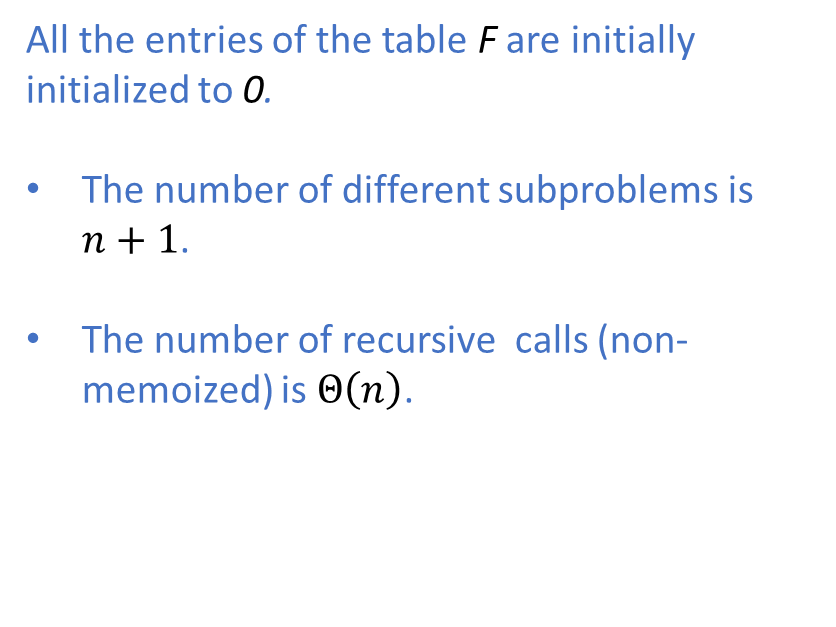 All the entries of the table F are initially
initialized to 0.
• The number of different subproblems is
n + 1.
• The number of recursive  calls (non-
memoized) is Θ(n).